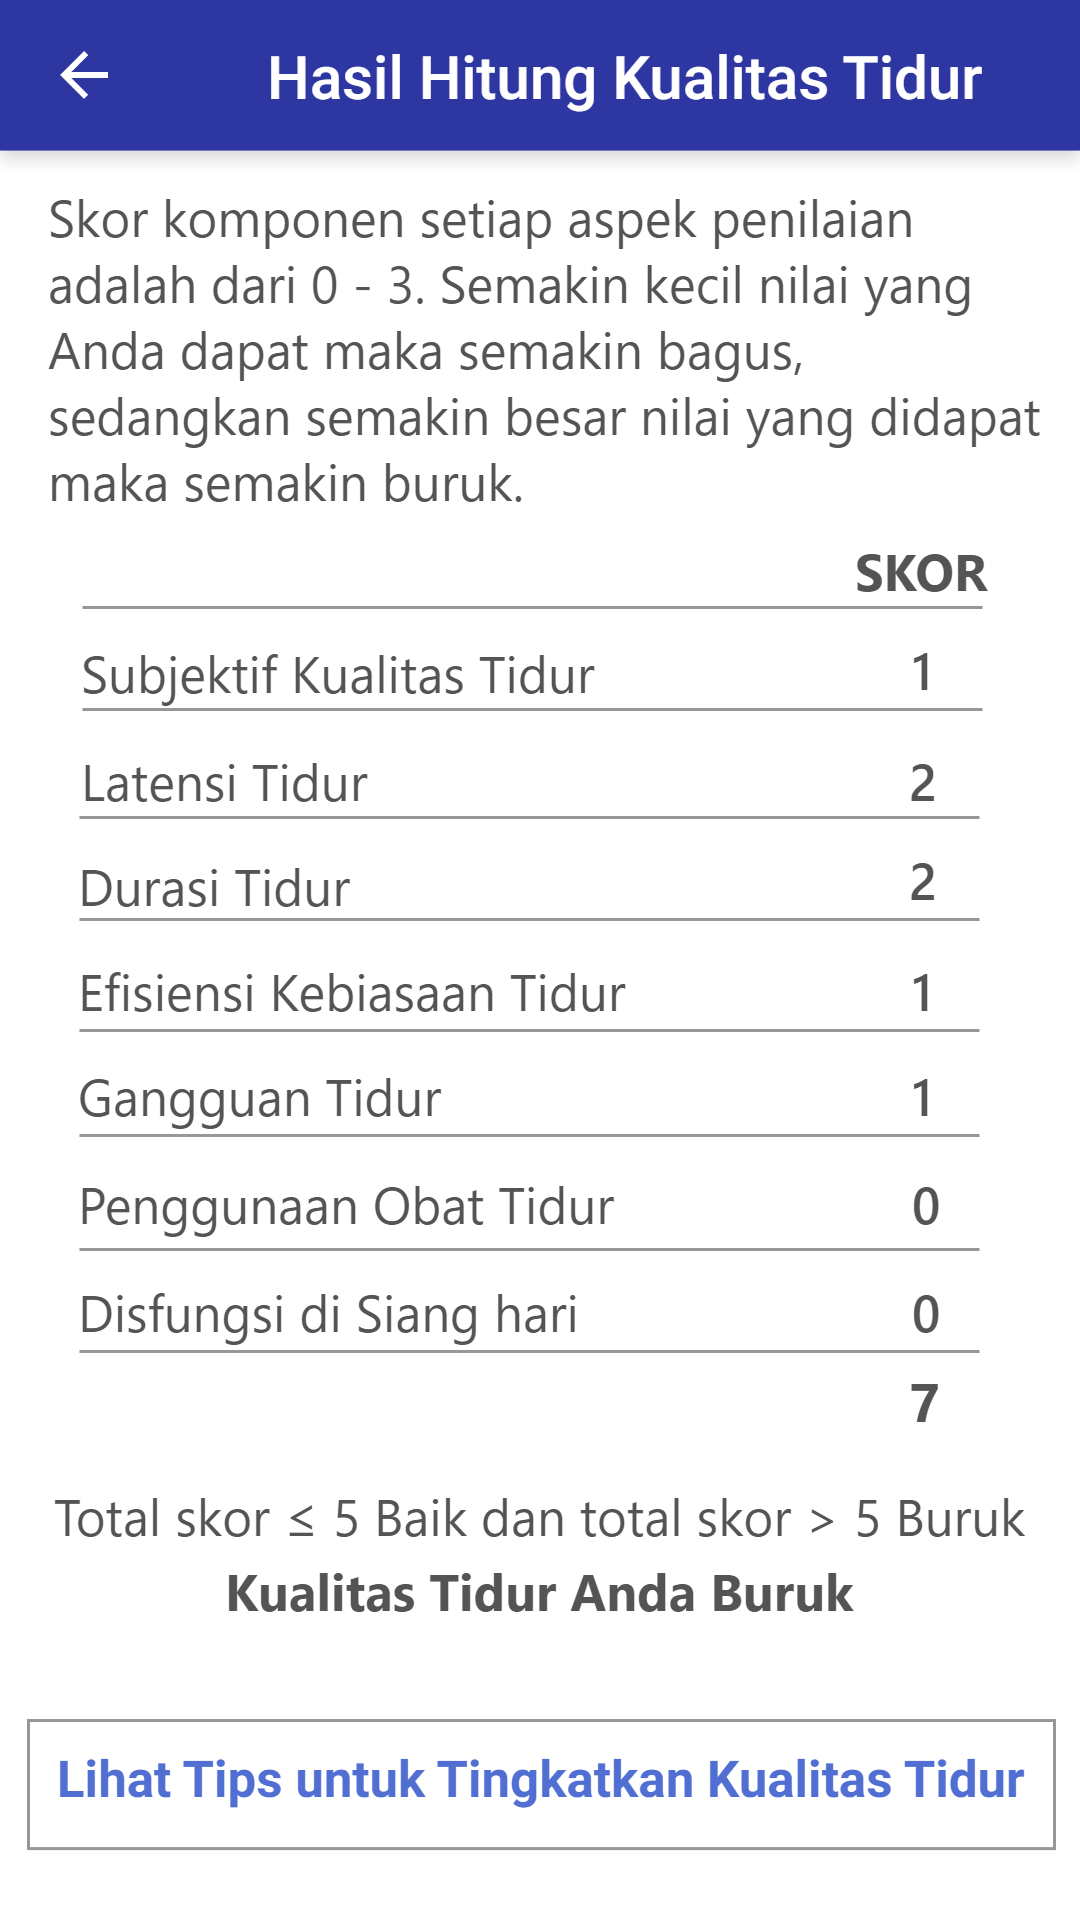 Hasil Hitung Kualitas Tidur
Skor komponen setiap aspek penilaian
adalah dari 0 - 3. Semakin kecil nilai yang
Anda dapat maka semakin bagus,
sedangkan semakin besar nilai yang didapat
maka semakin buruk.
SKOR
Subjektif Kualitas Tidur 1
Latensi Tidur 2
Durasi Tidur 2
Efisiensi Kebiasaan Tidur 1
Gangguan Tidur 1
Penggunaan Obat Tidur 0
Disfungsi di Siang hari 0
7
Total skor ≤ 5 Baik dan total skor > 5 Buruk
Kualitas Tidur Anda Buruk
Lihat Tips untuk Tingkatkan Kualitas Tidur